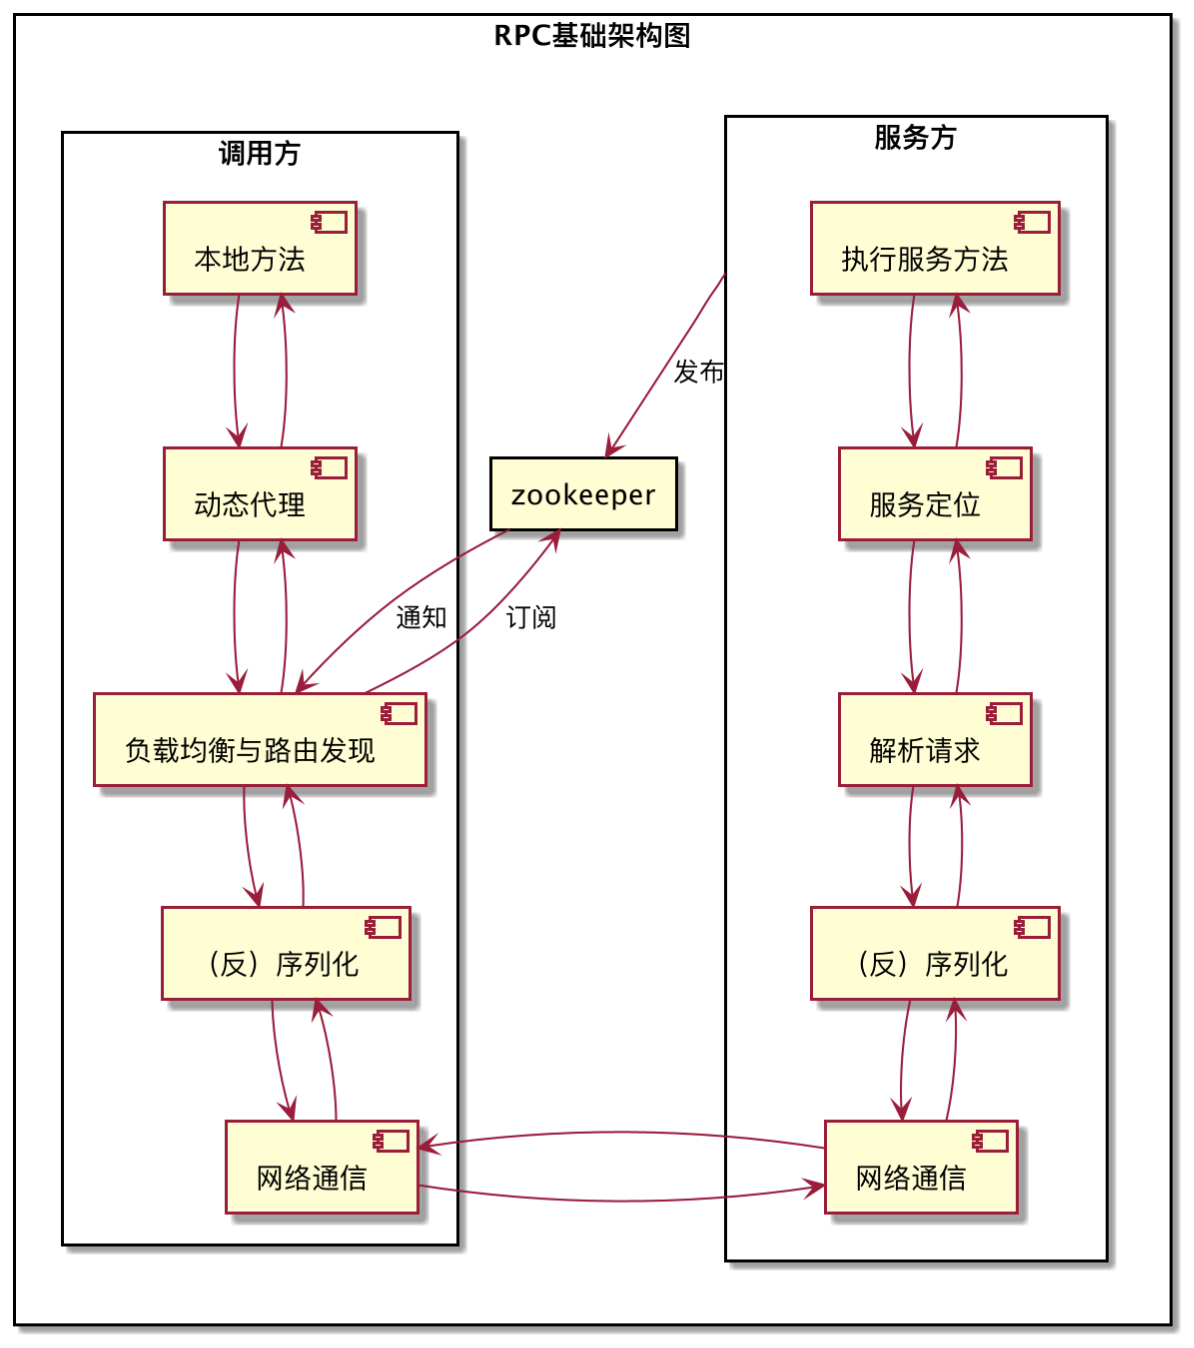 RPC基础架构图
调用方
本地方法
动态代理
负载均衡与路由发现
（反）序列化
网络通信
发布
zookeeper
通知
订阅
服务方
执行服务方法
服务定位
解析请求
（反）序列化
网络通信